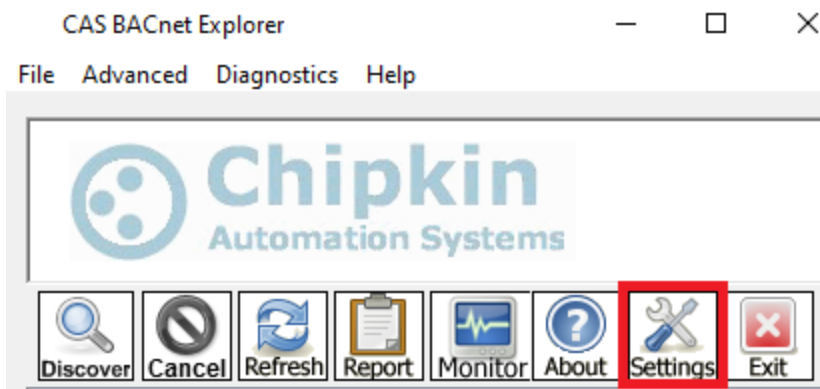 CAS BACnet Explorer
File Advanced Diagnostics Help
Chipkin
Automation Systems
Discover Cancel Refresh Report Monitor About Settings Exit